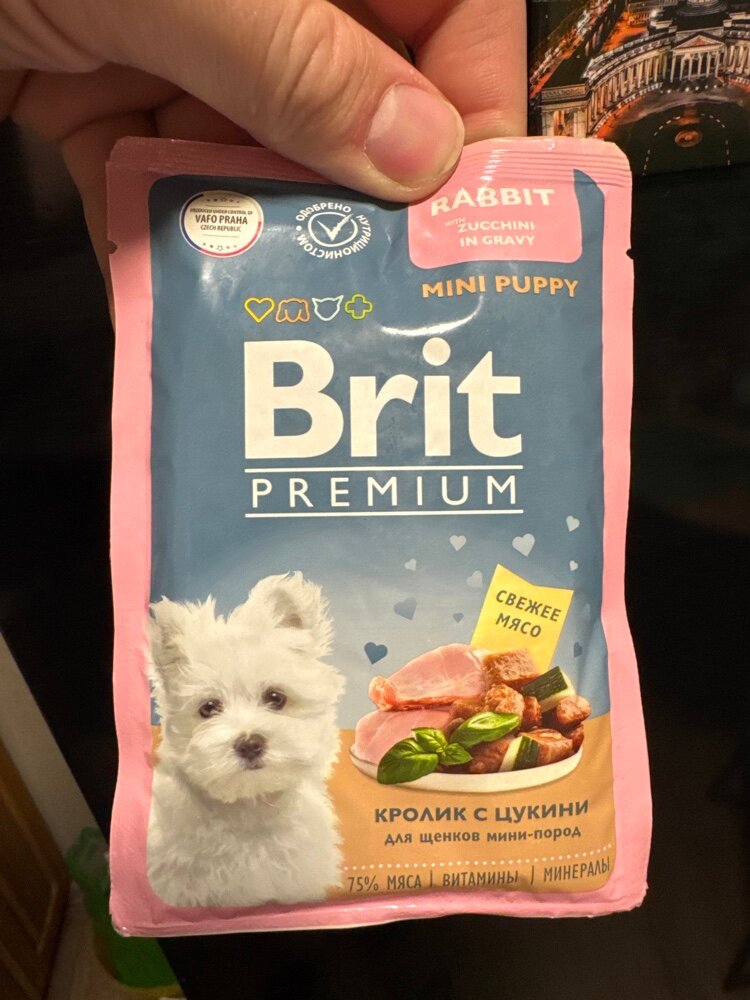 PRODUCED UNDER CONTROL OF
VAFO PRAHA
CZECH REPUBLIC
ОДОБРЕНО НУТРИЦИОНИСТОМ
RABBIT
WITH ZUCCHINI
IN GRAVY
MINI PUPPY
Brit
PREMIUM
СВЕЖЕЕ
МЯСО
КРОЛИК С ЦУКИНИ
для щенков мини-пород
75% МЯСА | ВИТАМИНЫ | МИНЕРАЛЫ